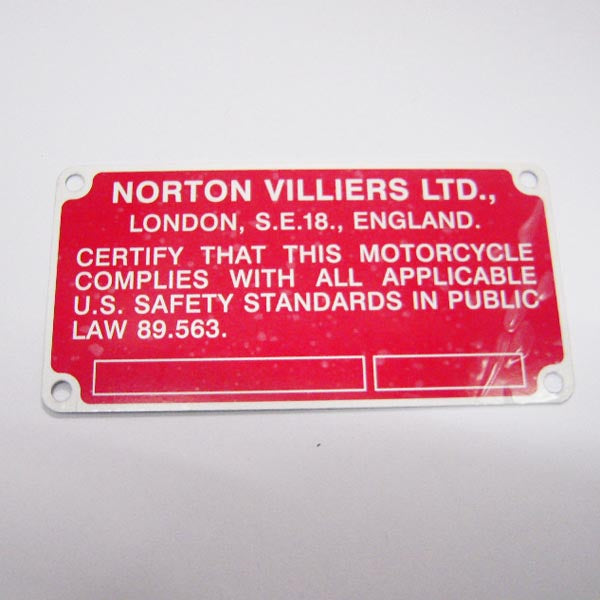 NORTON VILLIERS LTD.,
LONDON, S.E.18., ENGLAND.
CERTIFY THAT THIS MOTORCYCLE
COMPLIES WITH ALL APPLICABLE
U.S. SAFETY STANDARDS IN PUBLIC
LAW 89.563.